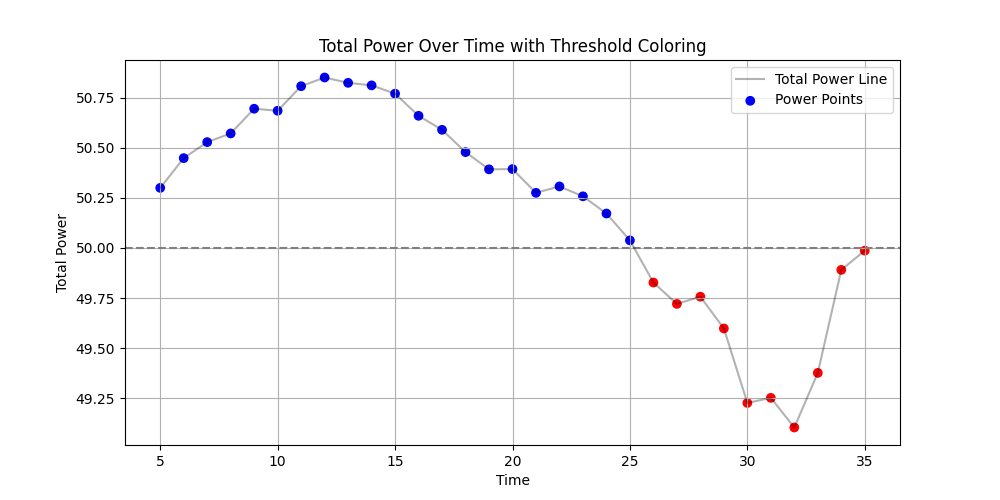 Total Power Over Time with Threshold Coloring
Total Power Line
Power Points
50.75
50.50
50.25
50.00
49.75
49.50
49.25
Total Power
5 10 15 20 25 30 35
Time